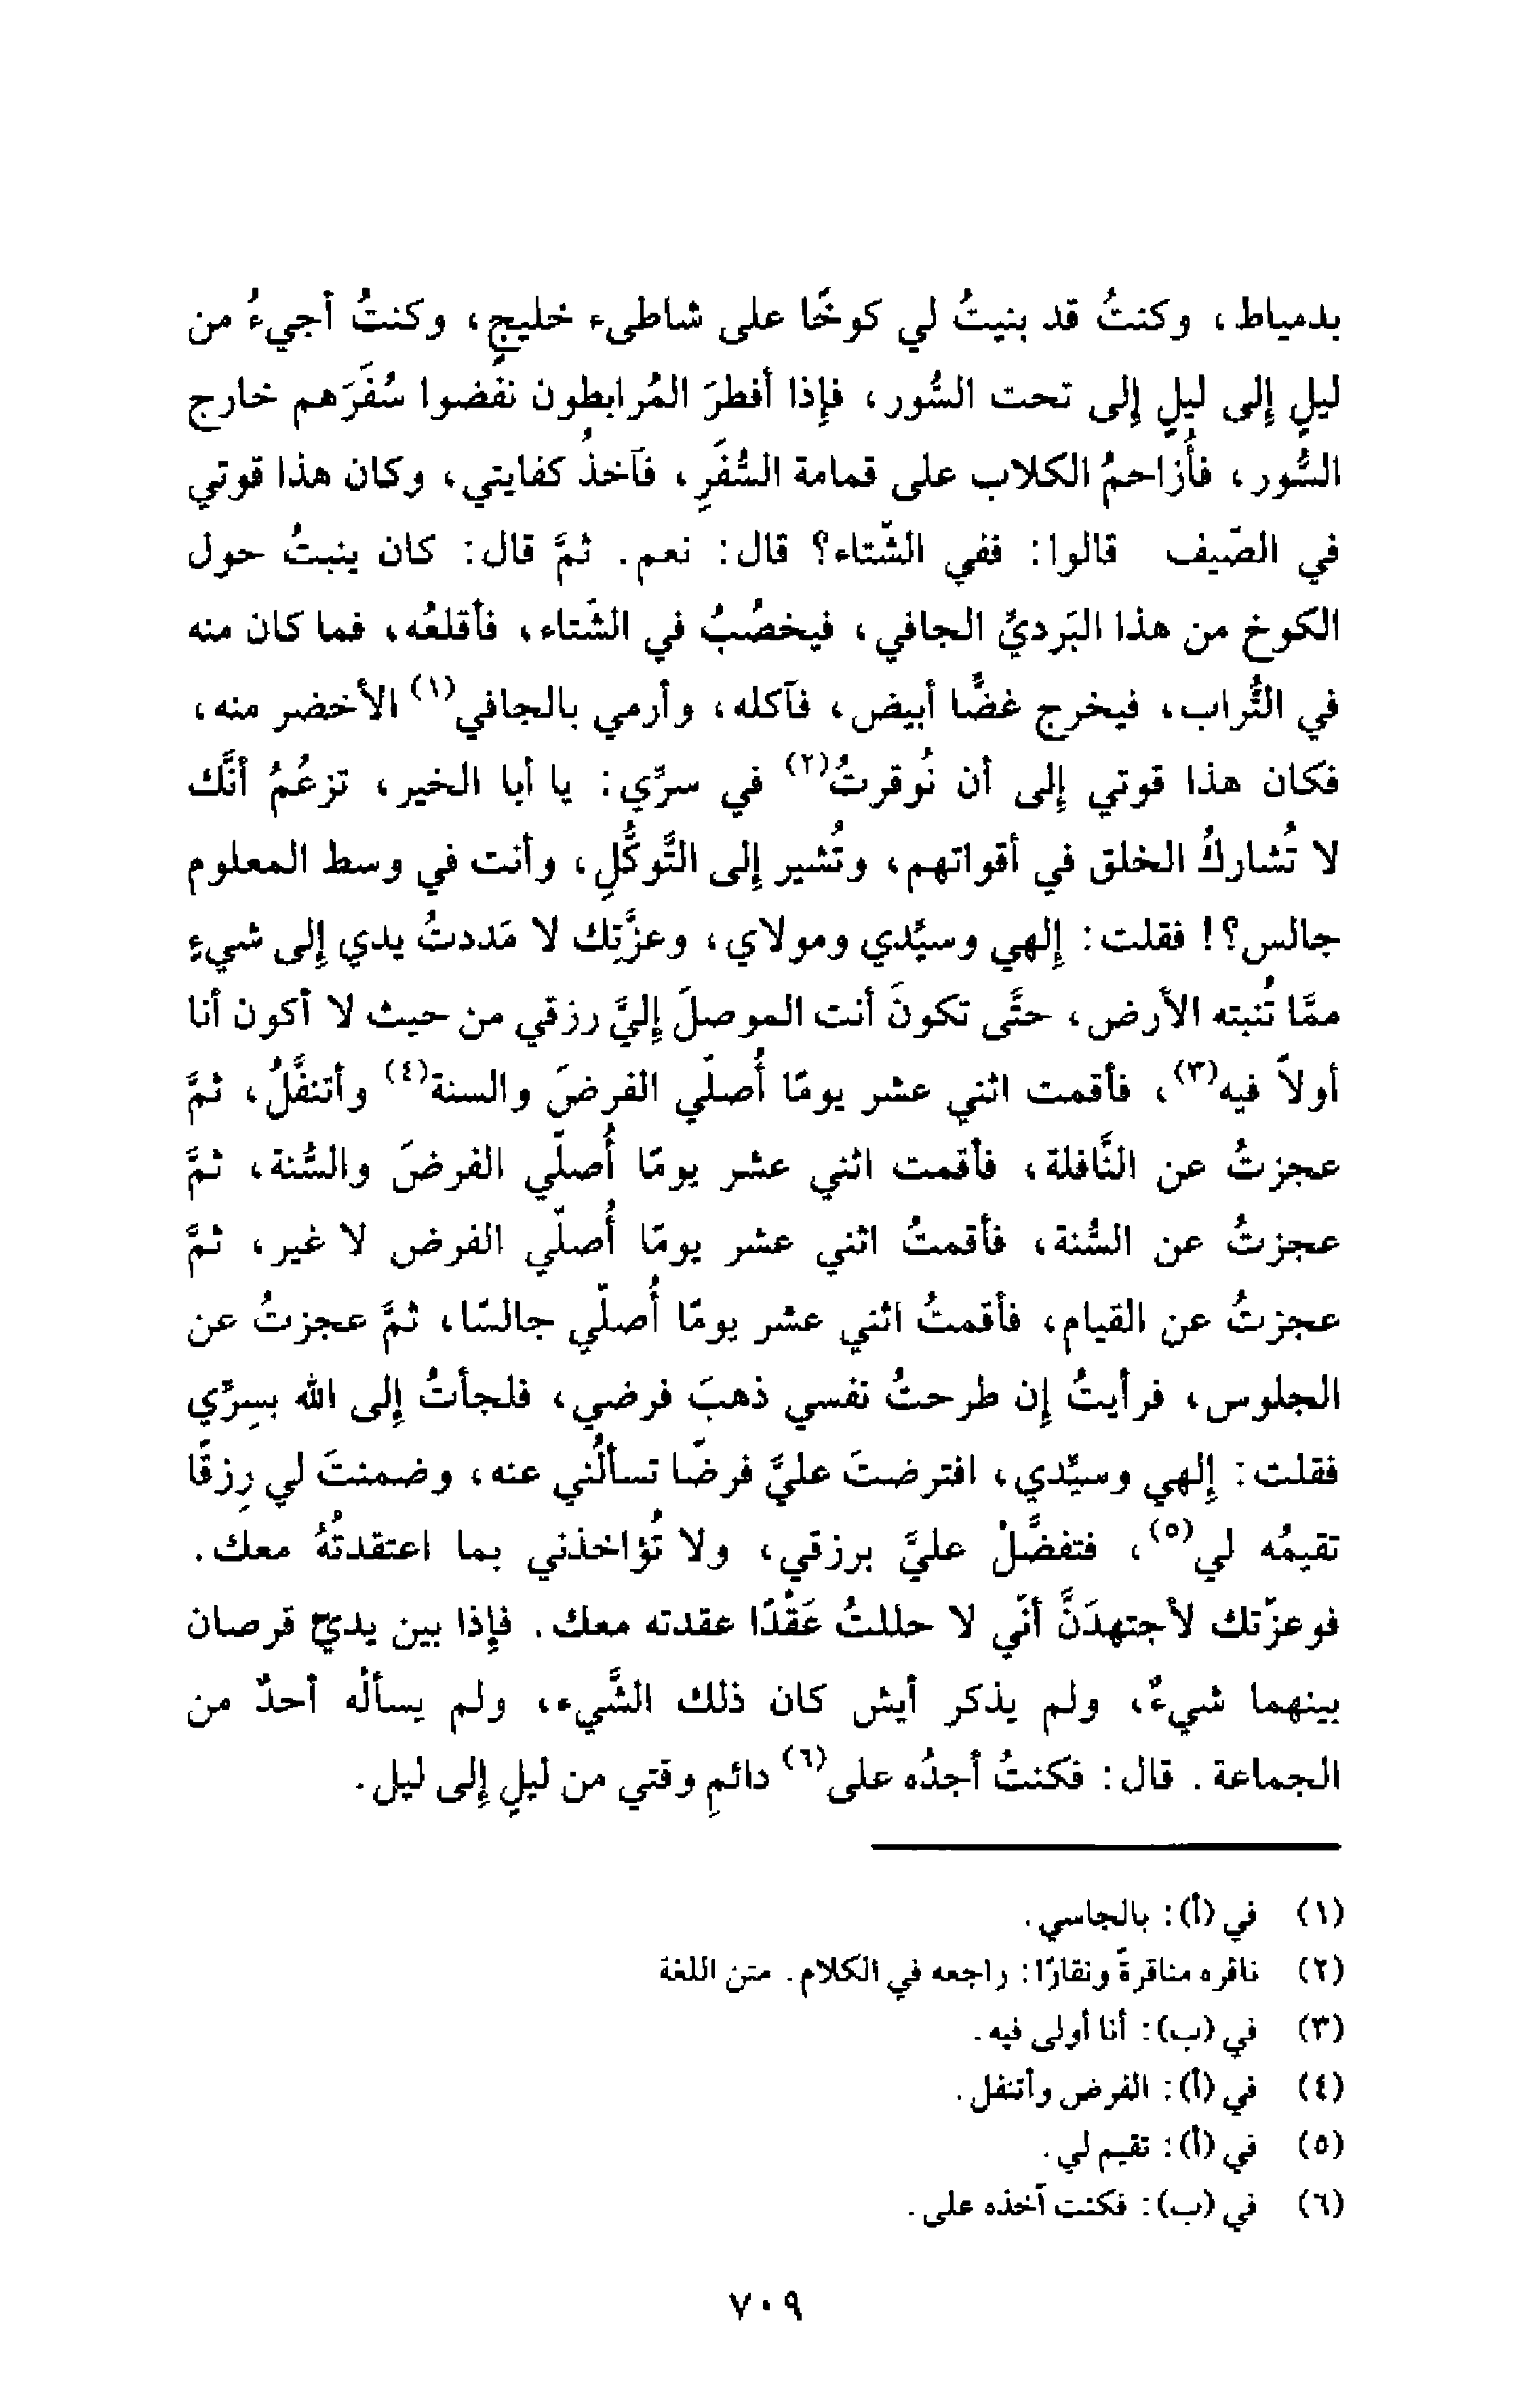 بدمياط، وكنتُ قد بنيتُ لي كوخًا على شاطىء خليجٍ، وكنتُ أجيءُ من
ليلٍ إلى ليلٍ إلى تحت السُّور، فإذا أفطرَ المُرابطون نفَضوا سُفَرَهم خارج
السُّور، فأُزاحمُ الكلاب على قمامة السُّفَرِ، فآخذُ كفايتي، وكان هذا قوتي
في الصّيف قالوا: ففي الشّتاء؟ قال: نعم. ثمَّ قال: كان ينبتُ حول
الكوخ من هذا البَرديِّ الجافي، فيخصُبُ في الشّتاء، فأقلعُه، فما كان منه
في التُّراب، فيخرج غضًّا أبيض، فآكله، وأرمي بالجافي(١) الأخضر منه،
فكان هذا قوتي إلى أن نُوقرتُ(٢) في سرِّي: يا أبا الخير، تزعُمُ أنَّك
لا تُشاركُ الخلق في أقواتهم، وتُشير إلى التَّوكُّلِ، وأنت في وسط المعلوم
جالس؟! فقلت: إلهي وسيِّدي ومولاي، وعزَّتِك لا مَددتُ يدي إلى شيءٍ
ممَّا تُنبته الأرض، حتَّى تكونَ أنت الموصلَ إليَّ رزقي من حيث لا أكون أنا
أولاً فيه(٣)، فأقمت اثني عشر يومًا أُصلّي الفرضَ والسنة(٤) وأتنفَّلُ، ثمَّ
عجزتُ عن النَّافلة، فأقمت اثني عشر يومًا أُصلّي الفرضَ والسُّنة، ثمَّ
عجزتُ عن السُّنة، فأقمتُ اثني عشر يومًا أُصلّي الفرض لا غير، ثمَّ
عجزتُ عن القيام، فأقمتُ اثني عشر يومًا أُصلّي جالسًا، ثمَّ عجزتُ عن
الجلوس، فرأيتُ إن طرحتُ نفسي ذهبَ فرضي، فلجأتُ إلى الله بسِرِّي
فقلت: إلهي وسيِّدي، افترضتَ عليَّ فرضًا تسألُني عنه، وضمنتَ لي رِزقًا
تقيمُه لي(٥)، فتفضَّلْ عليَّ برزقي، ولا تُؤاخذني بما اعتقدتُهُ معك.
فوعزّتك لأجتهدَنَّ أنّي لا حللتُ عَقْدًا عقدته معك. فإذا بين يديّ قرصان
بينهما شيءٌ، ولم يذكر أيش كان ذلك الشَّيء، ولم يسألْه أحدٌ من
الجماعة. قال: فكنتُ أجدُه على(٦) دائمِ وقتي من ليلٍ إلى ليل.
(١) في (أ): بالجاسي.
(٢) ناقره مناقرةً ونقارًا: راجعه في الكلام. متن اللغة
(٣) في (ب): أنا أولى فيه.
(٤) في (أ): الفرض وأتنفل.
(٥) في (أ): تقيم لي.
(٦) في (ب): فكنت آخذه على.
٧٠٩